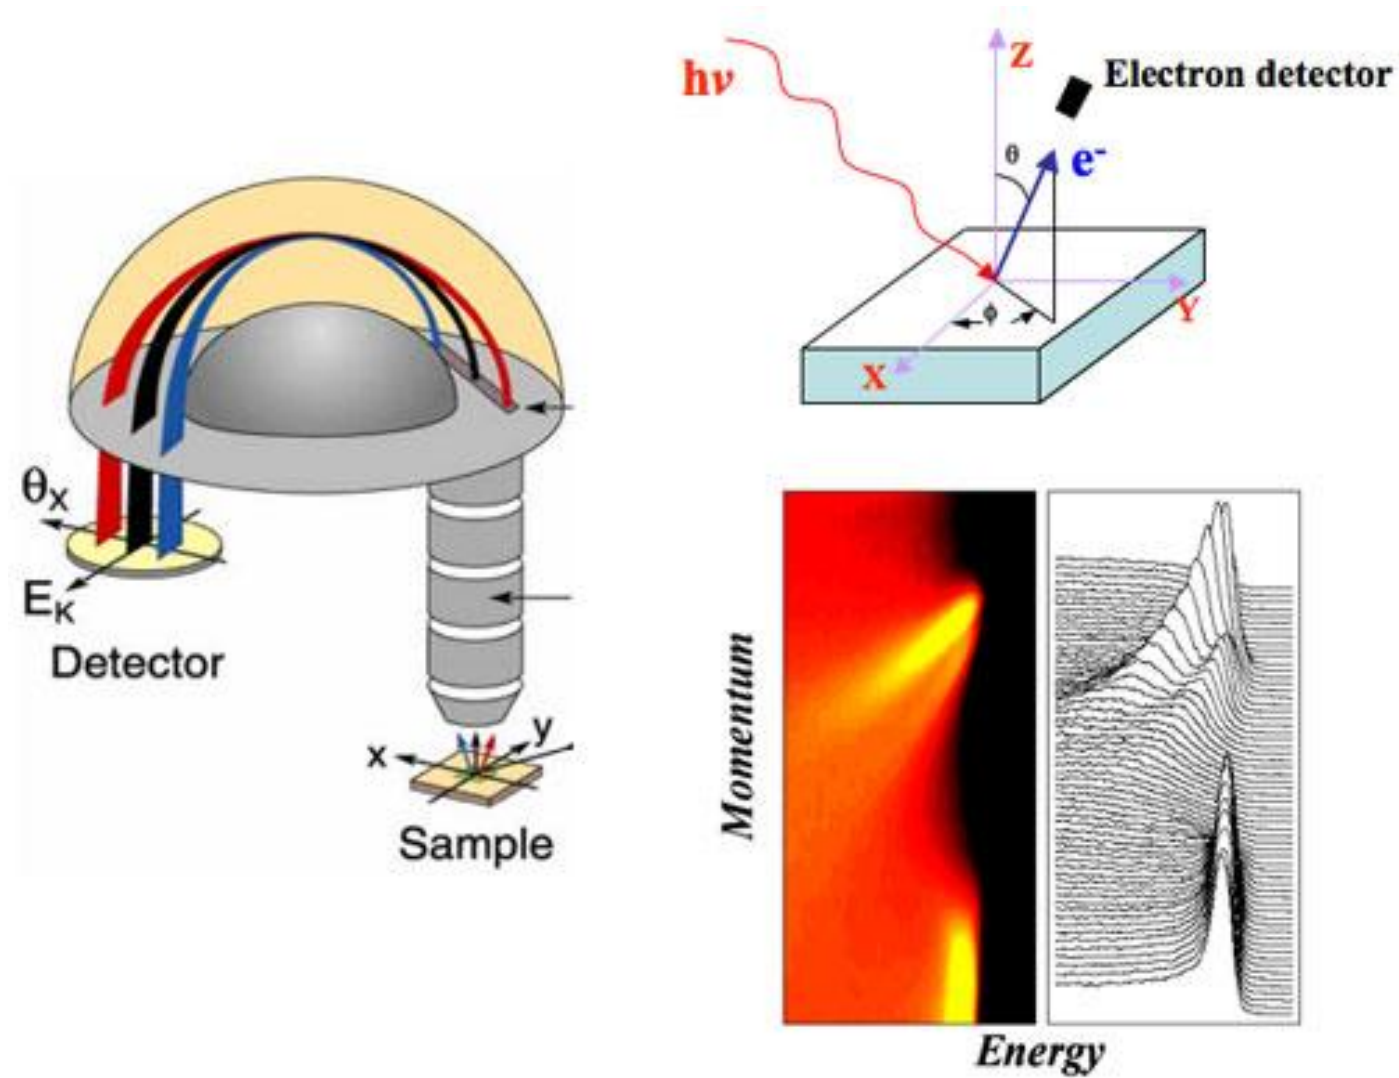 θX
EK
Detector
x
y
Sample
hν
Z
Electron detector
θ
e-
Y
ϕ
X
Momentum
Energy